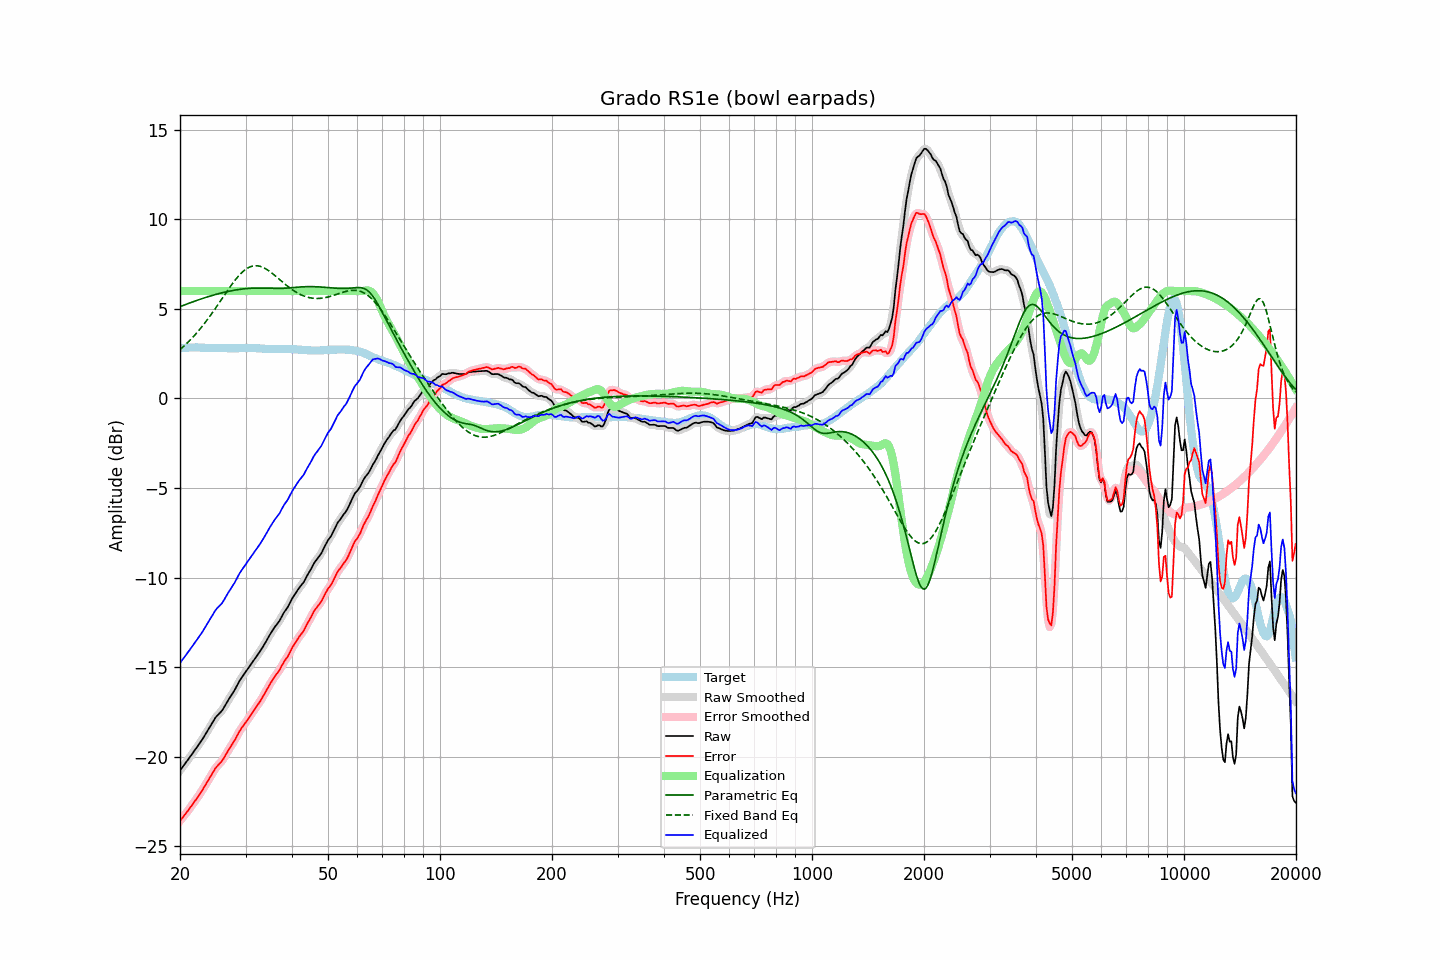 Grado RS1e (bowl earpads)
Amplitude (dBr)
15
10
5
0
−5
−10
−15
−20
−25
Target
Raw Smoothed
Error Smoothed
Raw
Error
Equalization
Parametric Eq
Fixed Band Eq
Equalized
20 50 100 200 500 1000 2000 5000 10000 20000
Frequency (Hz)